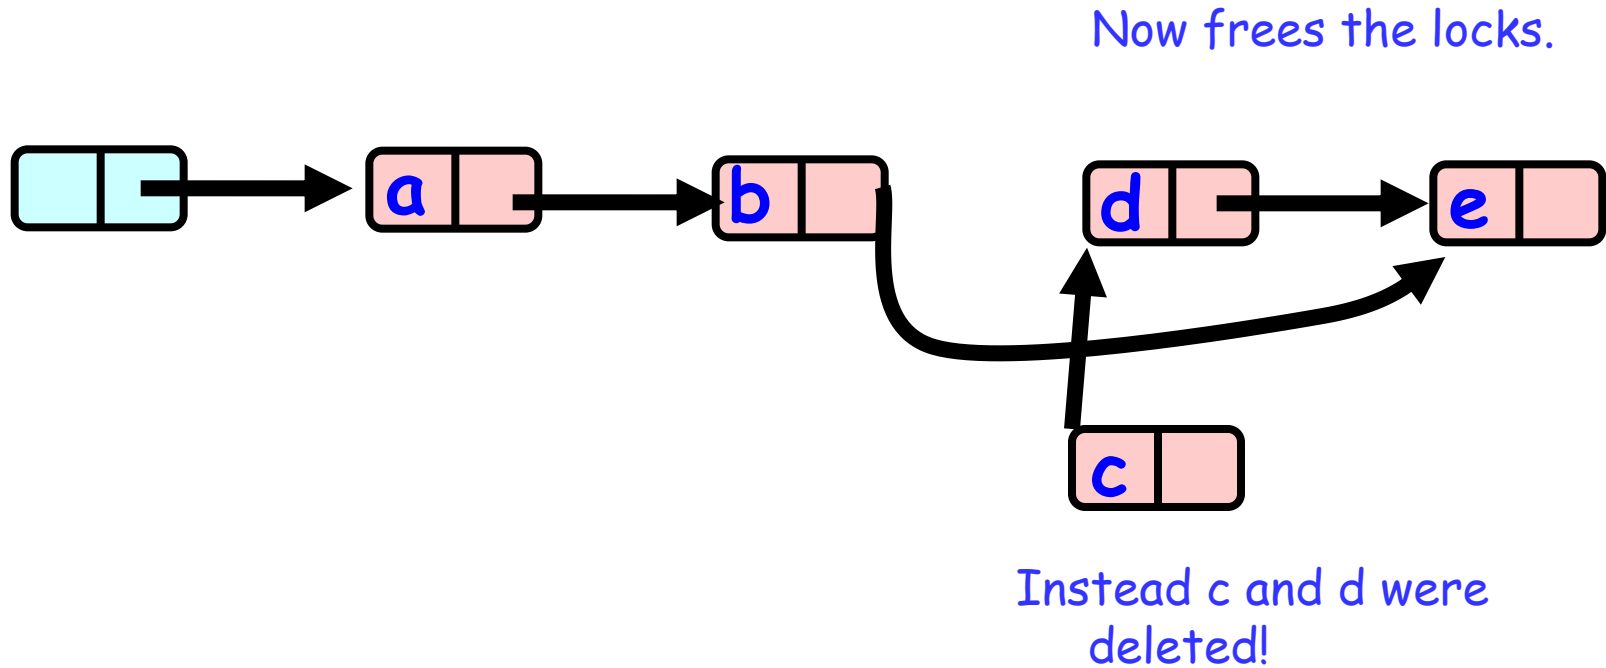 Now frees the locks.
a
b
d
e
c
Instead c and d were
deleted!